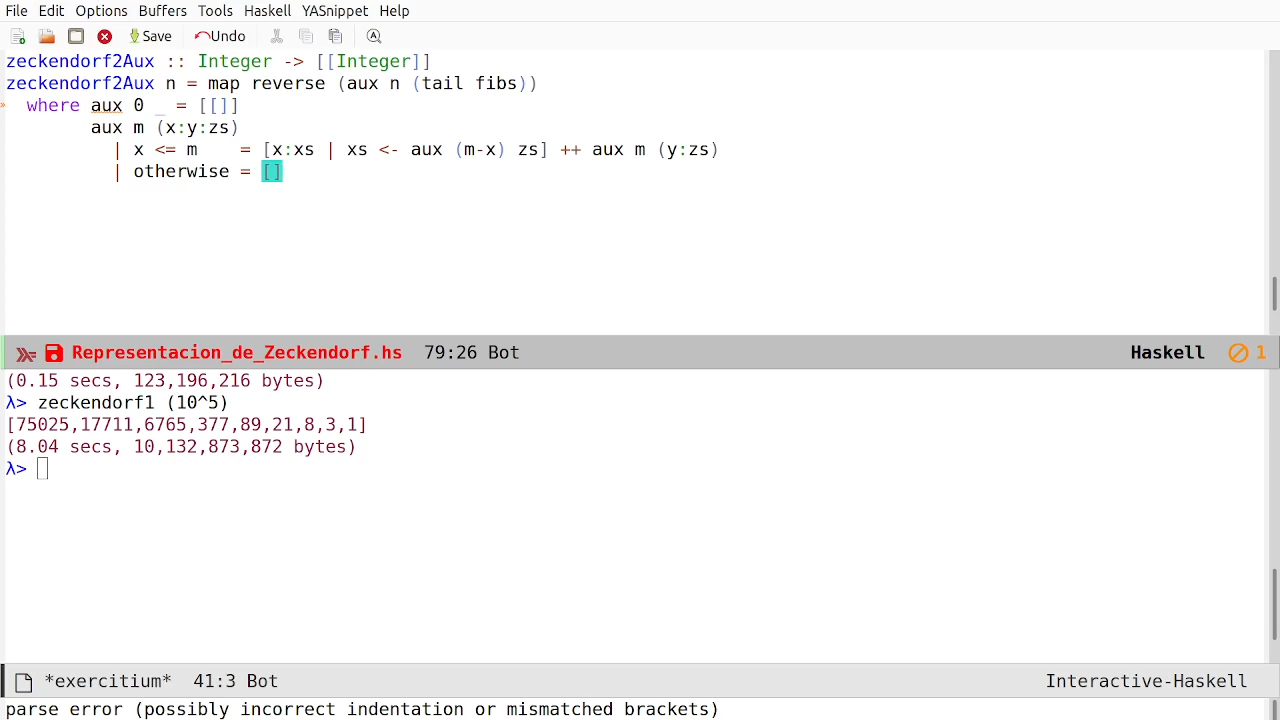 File Edit Options Buffers Tools Haskell YASnippet Help
Save Undo
zeckendorf2Aux :: Integer -> [[Integer]]
zeckendorf2Aux n = map reverse (aux n (tail fibs))
  where aux 0 _ = [[]]
        aux m (x:y:zs)
          | x <= m    = [x:xs | xs <- aux (m-x) zs] ++ aux m (y:zs)
          | otherwise = []
Representacion_de_Zeckendorf.hs 79:26 Bot Haskell 1
(0.15 secs, 123,196,216 bytes)
λ> zeckendorf1 (10^5)
[75025,17711,6765,377,89,21,8,3,1]
(8.04 secs, 10,132,873,872 bytes)
λ>
*exercitium* 41:3 Bot Interactive-Haskell
parse error (possibly incorrect indentation or mismatched brackets)